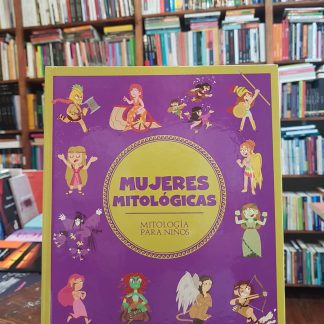 MUJERES
MITOLÓGICAS
MITOLOGÍA
PARA NIÑOS